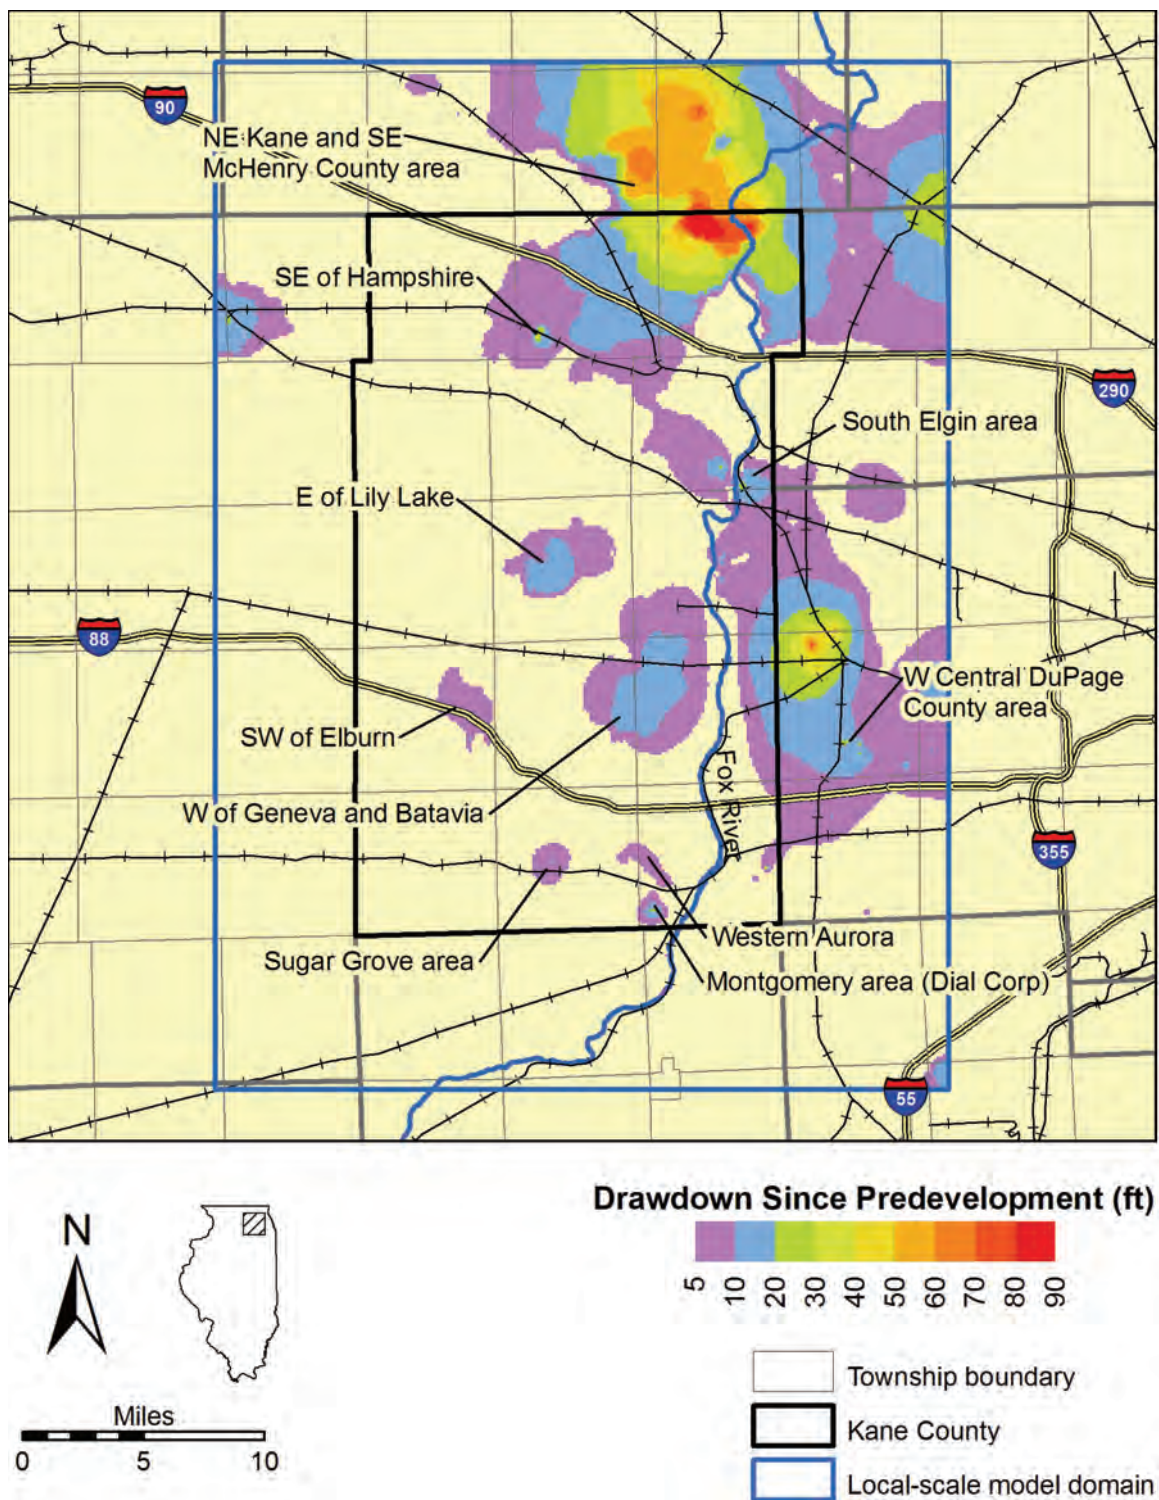 90
NE Kane and SE
McHenry County area
SE of Hampshire
290
South Elgin area
E of Lily Lake
88
W Central DuPage
County area
SW of Elburn
Fox River
W of Geneva and Batavia
355
Western Aurora
Sugar Grove area
Montgomery area (Dial Corp)
55
Drawdown Since Predevelopment (ft)
5 10 20 30 40 50 60 70 80 90
N
Township boundary
Miles
Kane County
0 5 10
Local-scale model domain